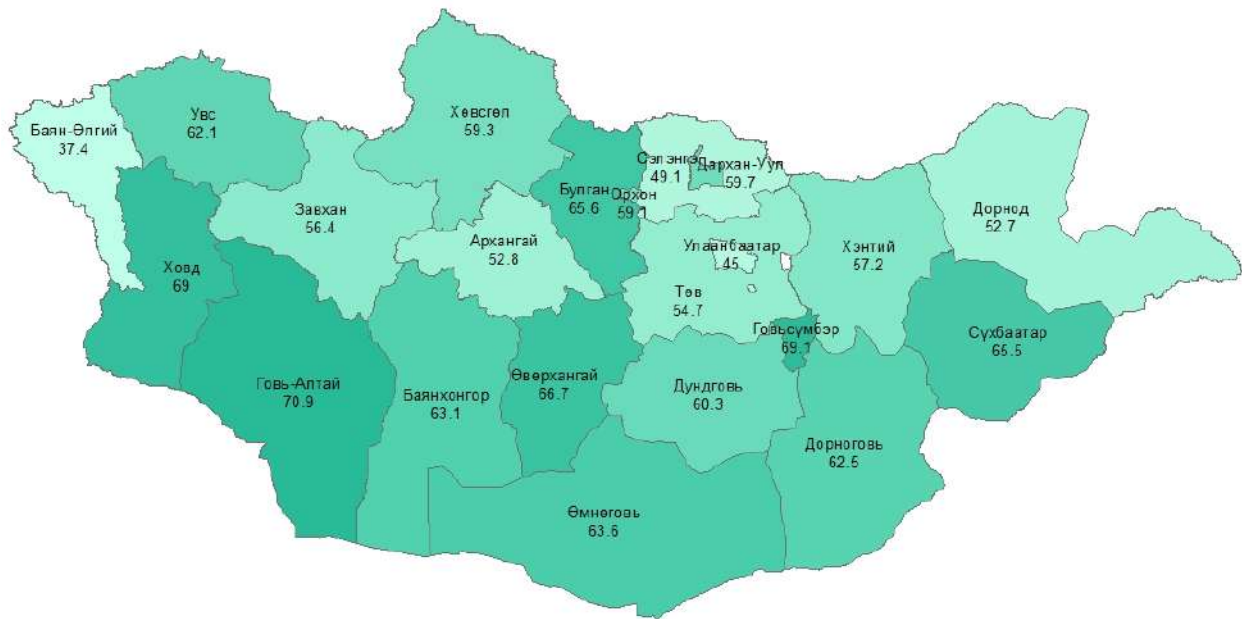 Баян-Өлгий
37.4
Увс
62.1
Хөвсгөл
59.3
Завхан
56.4
Ховд
69
Говь-Алтай
70.9
Архангай
52.8
Булган
65.6
Орхон
59.1
Сэлэнгэ
49.1
Дархан-Уул
59.7
Улаанбаатар
45
Төв
54.7
Хэнтий
57.2
Дорнод
52.7
Сүхбаатар
65.5
Говьсүмбэр
69.1
Дундговь
60.3
Өверхангай
66.7
Баянхонгор
63.1
Дорноговь
62.5
Өмнөговь
63.6